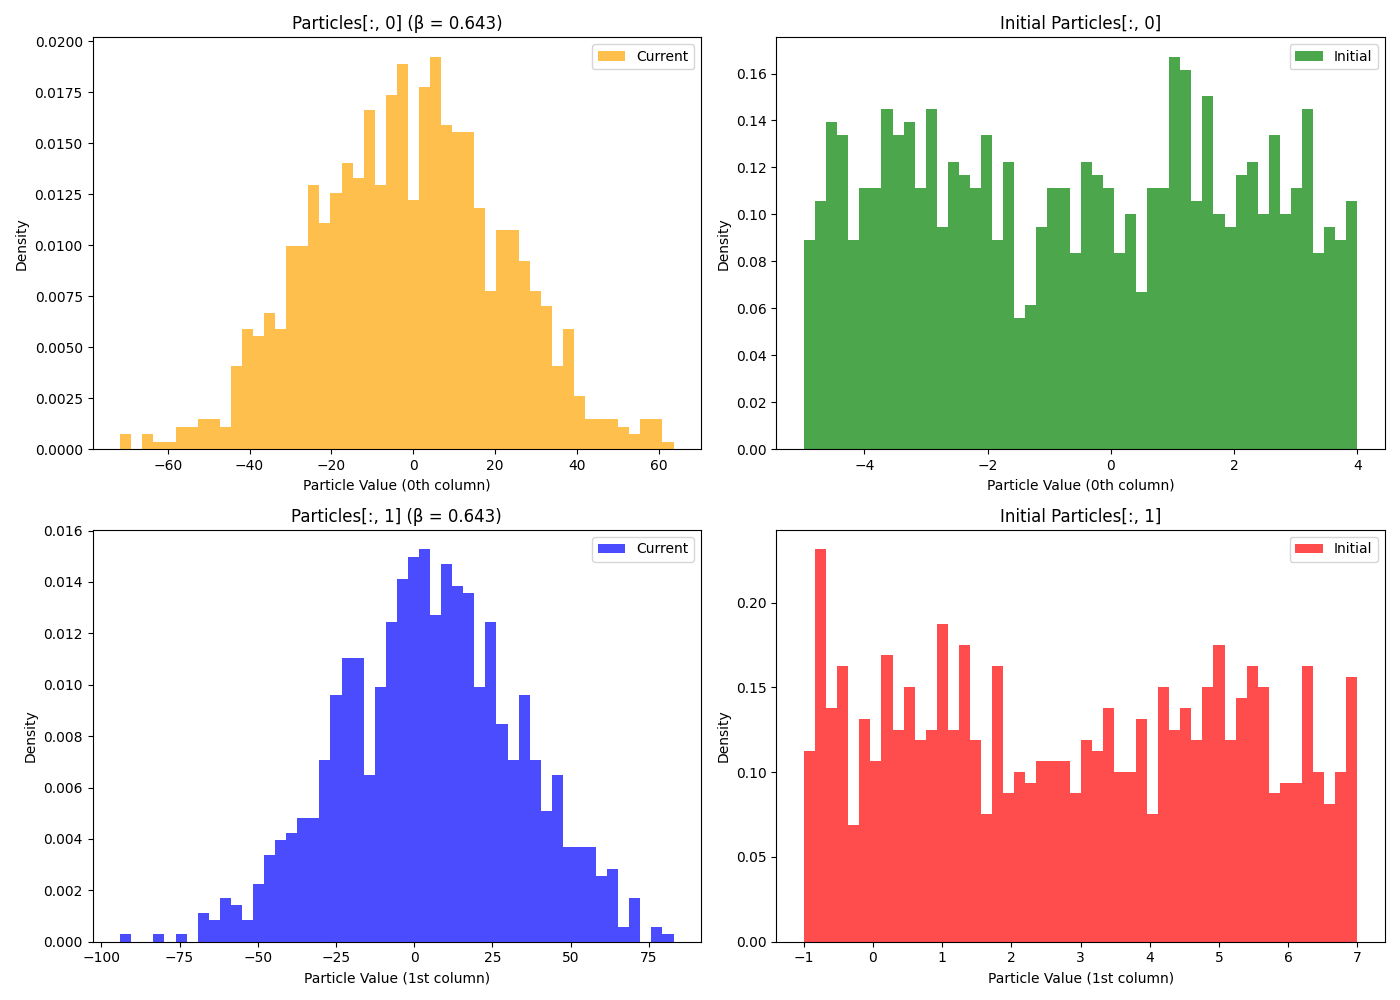 Particles[:, 0] (β = 0.643)
Density
0.0200
0.0175
0.0150
0.0125
0.0100
0.0075
0.0050
0.0025
0.0000
Current
−60 −40 −20 0 20 40 60
Particle Value (0th column)
Initial Particles[:, 0]
Density
0.16
0.14
0.12
0.10
0.08
0.06
0.04
0.02
0.00
Initial
−4 −2 0 2 4
Particle Value (0th column)
Particles[:, 1] (β = 0.643)
Density
0.016
0.014
0.012
0.010
0.008
0.006
0.004
0.002
0.000
Current
−100 −75 −50 −25 0 25 50 75
Particle Value (1st column)
Initial Particles[:, 1]
Density
0.20
0.15
0.10
0.05
0.00
Initial
−1 0 1 2 3 4 5 6 7
Particle Value (1st column)